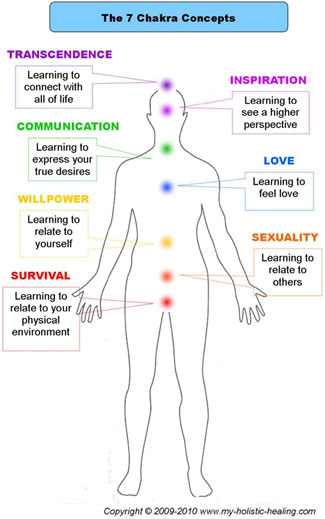 The 7 Chakra Concepts
TRANSCENDENCE
Learning to
connect with
all of life
INSPIRATION
Learning to
see a higher
perspective
COMMUNICATION
Learning to
express your
true desires
LOVE
Learning to
feel love
WILLPOWER
Learning to
relate to
yourself
SEXUALITY
Learning to
relate to
others
SURVIVAL
Learning to
relate to your
physical
environment
Copyright © 2009-2010 www.my-holistic-healing.com